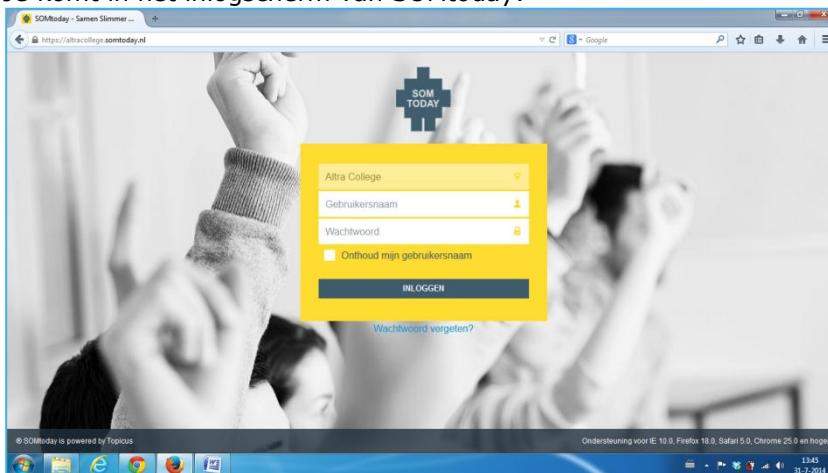 Je komt in het inlogscherm van SOMtoday:
SOMtoday - Samen Slimmer ...
https://altracollege.somtoday.nl
Google
SOM
TODAY
Altra College
Gebruikersnaam
Wachtwoord
Onthoud mijn gebruikersnaam
INLOGGEN
Wachtwoord vergeten?
® SOMtoday is powered by Topicus
Ondersteuning voor IE 10.0, Firefox 18.0, Safari 5.0, Chrome 25.0 en hoge
13:45
31-7-2014